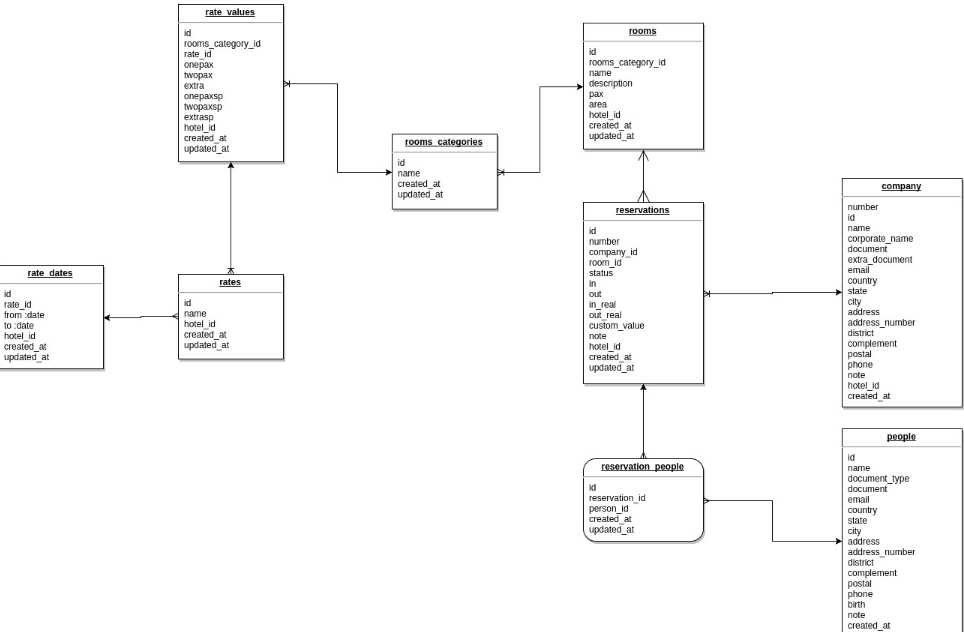 rate_values
id
rooms_category_id
rate_id
onepax
twopax
extra
onepaxsp
twopaxsp
extrasp
hotel_id
created_at
updated_at
rooms
id
rooms_category_id
name
description
pax
area
hotel_id
created_at
updated_at
rooms_categories
id
name
created_at
updated_at
company
number
id
name
corporate_name
document
extra_document
email
country
state
city
address
address_number
district
complement
postal
phone
note
hotel_id
created_at
reservations
id
number
company_id
room_id
status
in
out
in_real
out_real
custom_value
note
hotel_id
created_at
updated_at
rate_dates
id
rate_id
from :date
to :date
hotel_id
created_at
updated_at
rates
id
name
hotel_id
created_at
updated_at
reservation_people
id
reservation_id
person_id
created_at
updated_at
people
id
name
document_type
document
email
country
state
city
address
address_number
district
complement
postal
phone
birth
note
created_at